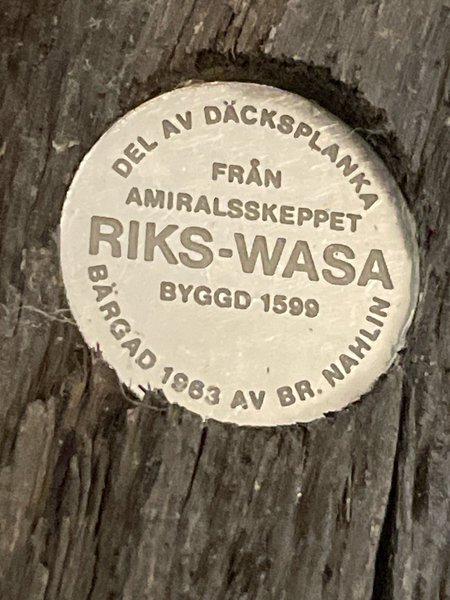 DEL AV DÄCKSPLANKA
FRÅN
AMIRALSSKEPPET
RIKS-WASA
BYGGD 1599
BÄRGAD 1963 AV BR. NAHLIN